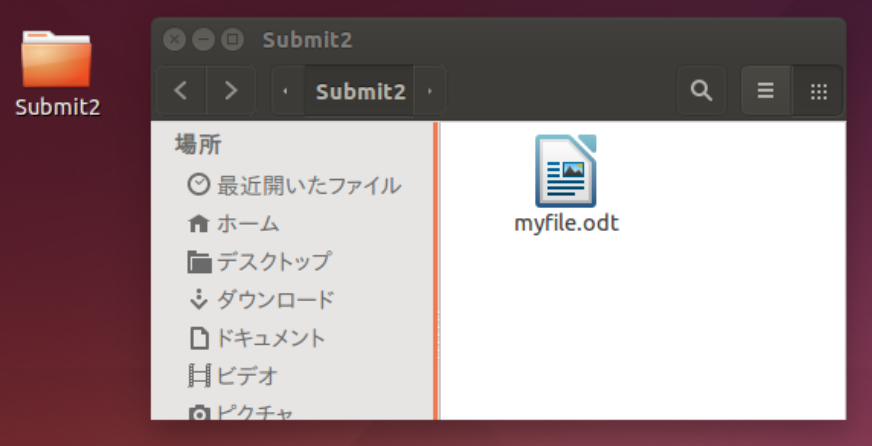 Submit2
Submit2
Submit2
場所
最近開いたファイル
ホーム
デスクトップ
ダウンロード
ドキュメント
ビデオ
ピクチャ
myfile.odt